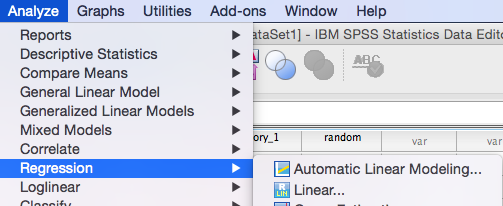 Analyze Graphs Utilities Add-ons Window Help
ataSet1] - IBM SPSS Statistics Data Edito
Reports
Descriptive Statistics
Compare Means
General Linear Model
Generalized Linear Models
Mixed Models
Correlate
Regression
Loglinear
Classify
A
ABC
ory_1 random var var
Automatic Linear Modeling...
R LIN Linear...